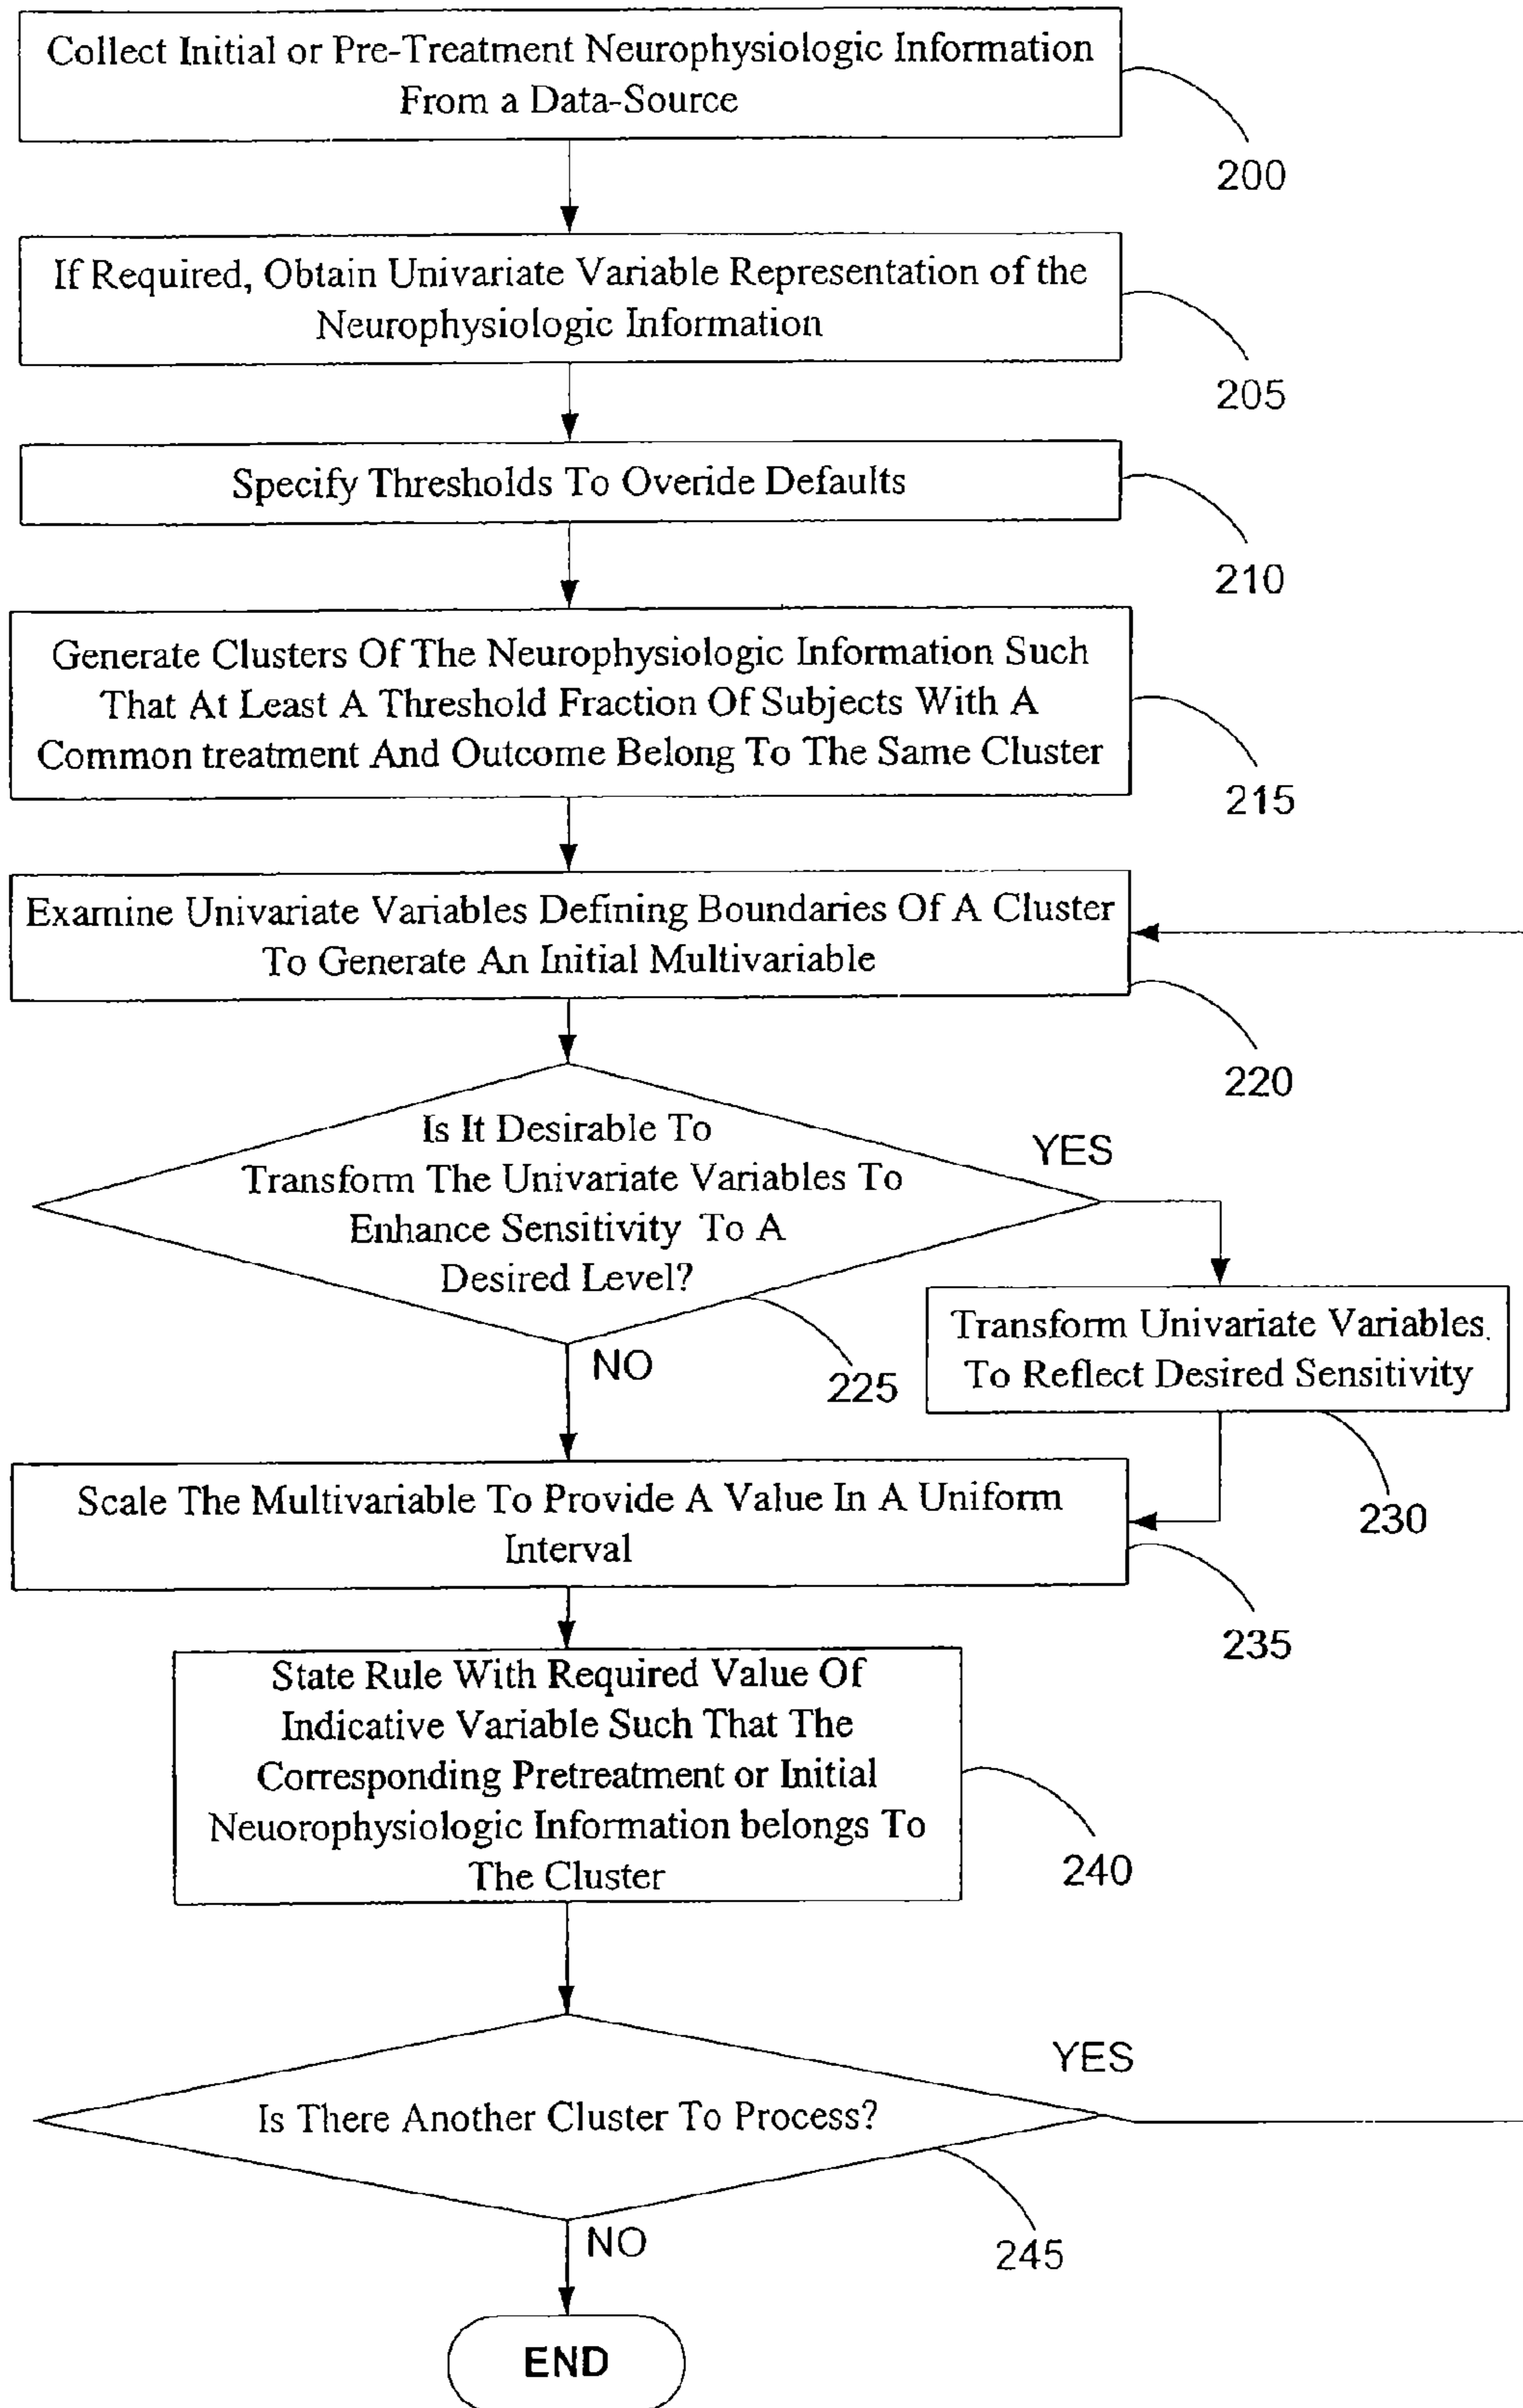 Collect Initial or Pre-Treatment Neurophysiologic Information
From a Data-Source
200
If Required, Obtain Univariate Variable Representation of the
Neurophysiologic Information
205
Specify Thresholds To Overide Defaults
210
Generate Clusters Of The Neurophysiologic Information Such
That At Least A Threshold Fraction Of Subjects With A
Common treatment And Outcome Belong To The Same Cluster
215
Examine Univariate Variables Defining Boundaries Of A Cluster
To Generate An Initial Multivariable
220
Is It Desirable To
Transform The Univariate Variables To
Enhance Sensitivity To A
Desired Level?
YES
NO
225
Transform Univariate Variables
To Reflect Desired Sensitivity
230
Scale The Multivariable To Provide A Value In A Uniform
Interval
235
State Rule With Required Value Of
Indicative Variable Such That The
Corresponding Pretreatment or Initial
Neuorophysiologic Information belongs To
The Cluster
240
Is There Another Cluster To Process?
YES
NO
245
END